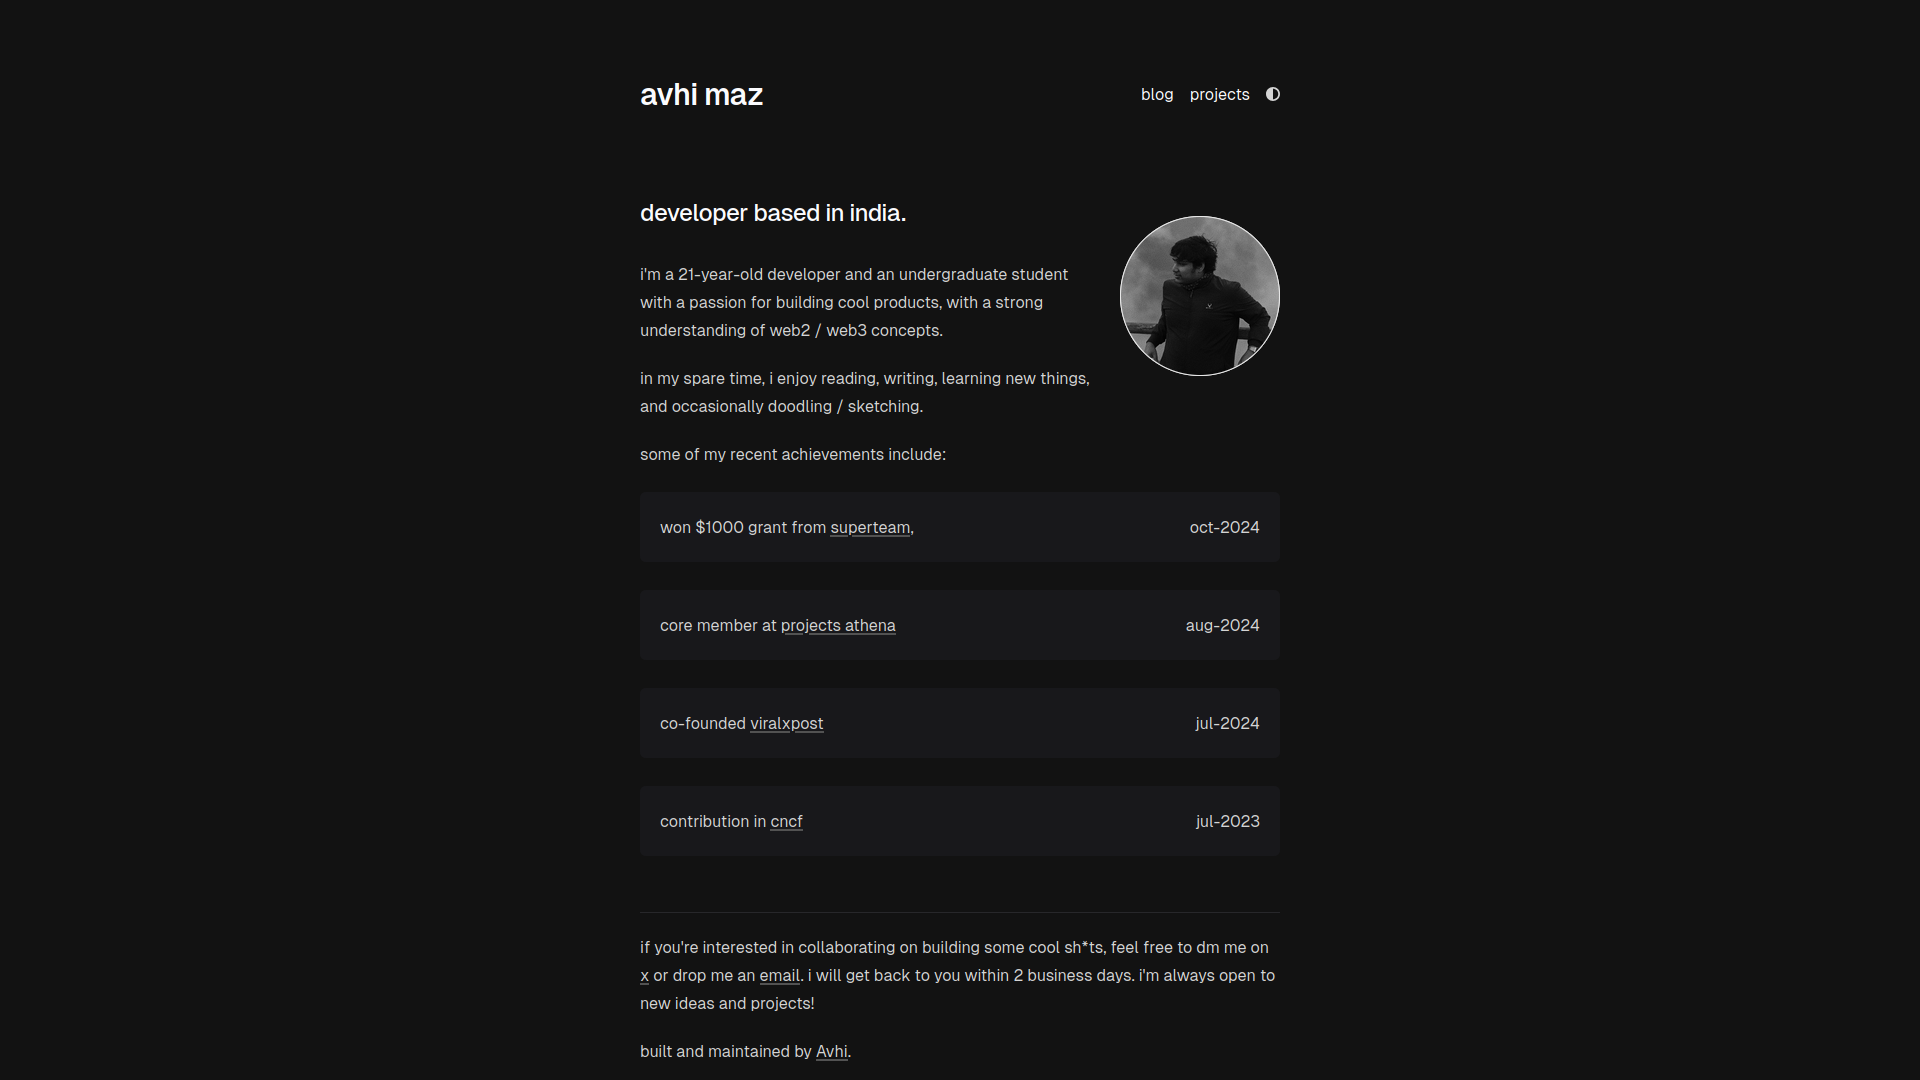 avhi maz
blog projects
developer based in india.
i'm a 21-year-old developer and an undergraduate student
with a passion for building cool products, with a strong
understanding of web2 / web3 concepts.
in my spare time, i enjoy reading, writing, learning new things,
and occasionally doodling / sketching.
some of my recent achievements include:
won $1000 grant from superteam, oct-2024
core member at projects athena aug-2024
co-founded viralxpost jul-2024
contribution in cncf jul-2023
if you're interested in collaborating on building some cool sh*ts, feel free to dm me on
x or drop me an email. i will get back to you within 2 business days. i'm always open to
new ideas and projects!
built and maintained by Avhi.